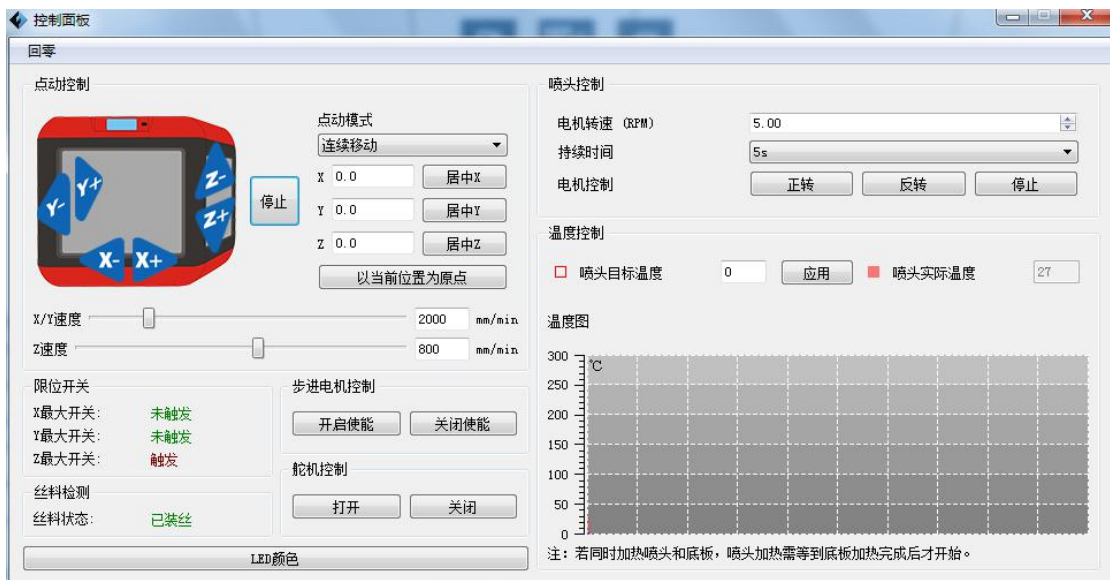 控制面板
回零
点动控制
Y-
Y+
Z-
Z+
X-
X+
停止
点动模式
连续移动
X 0.0 居中X
Y 0.0 居中Y
Z 0.0 居中Z
以当前位置为原点
X/Y速度 2000 mm/min
Z速度 800 mm/min
限位开关
X最大开关: 未触发
Y最大开关: 未触发
Z最大开关: 触发
丝料检测
丝料状态: 已装丝
步进电机控制
开启使能 关闭使能
舵机控制
打开 关闭
LED颜色
喷头控制
电机转速 (RPM) 5.00
持续时间 5s
电机控制 正转 反转 停止
温度控制
喷头目标温度 0 应用 喷头实际温度 27
温度图
℃
300
250
200
150
100
50
0
注: 若同时加热喷头和底板，喷头加热需等到底板加热完成后才开始。